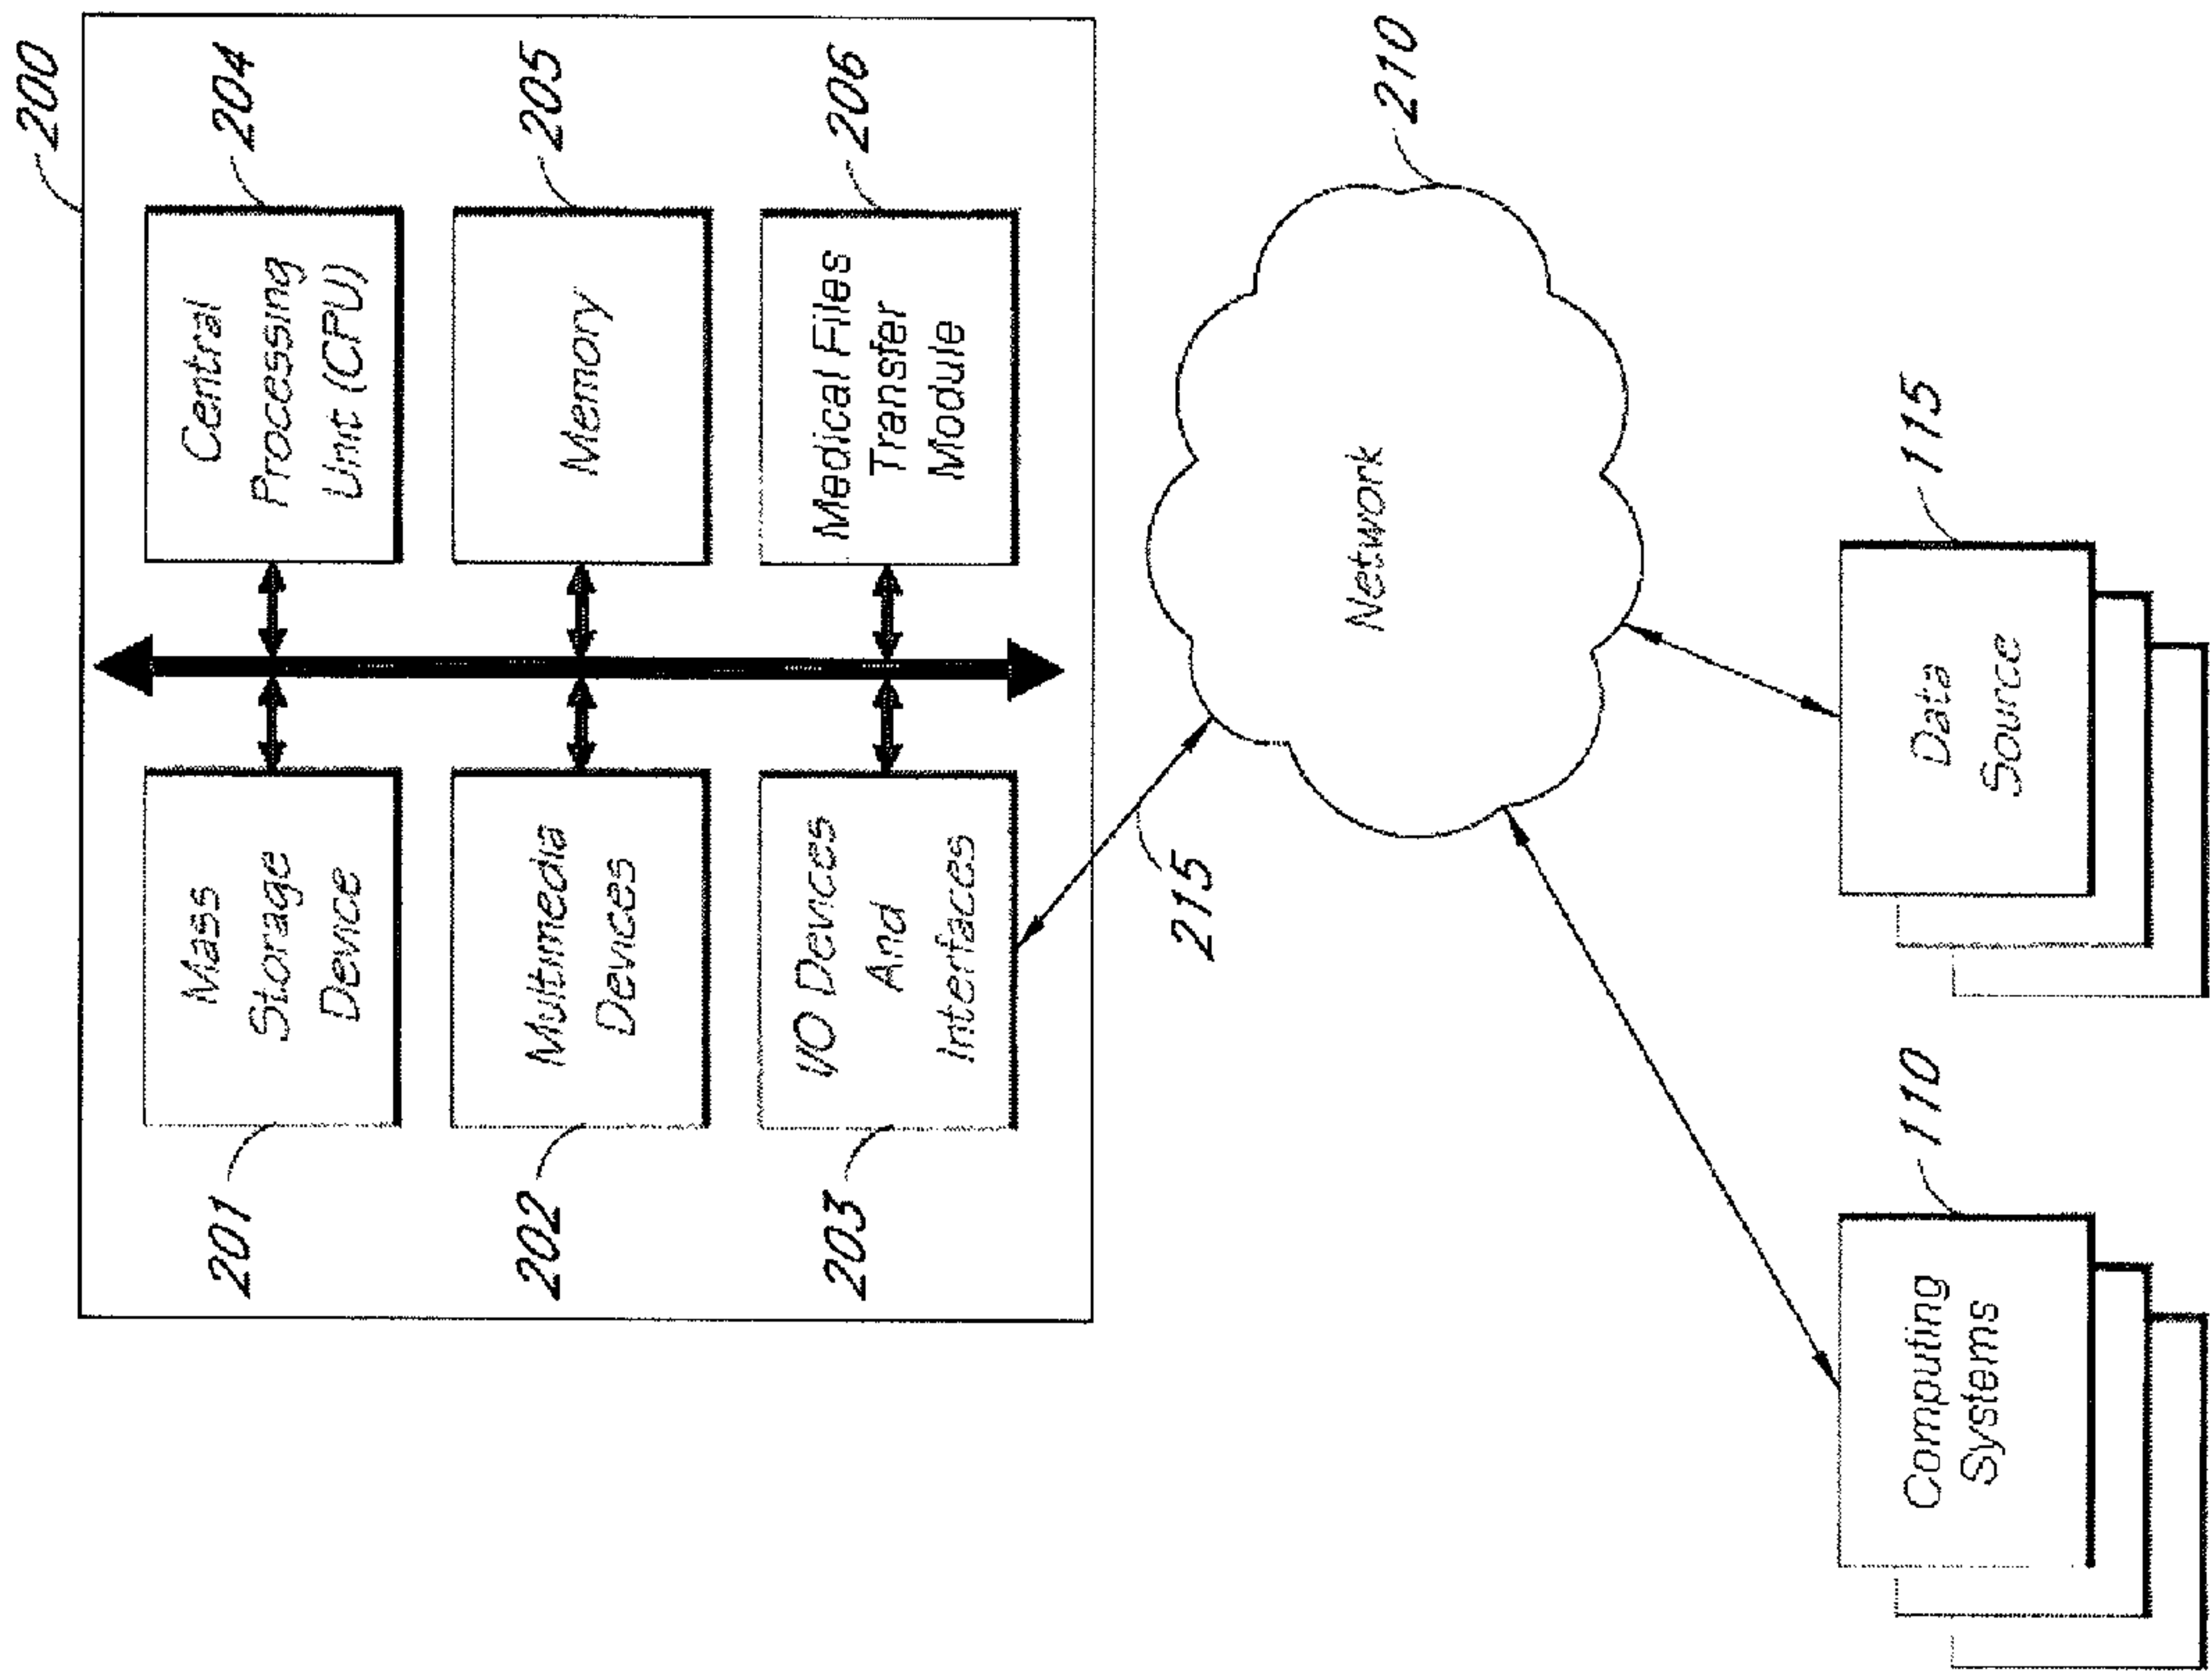 200
201
Mass
Storage
Device
Central
Processing
Unit (CPU)
204
202
Multimedia
Devices
Memory
205
203
I/O Devices
And
Interfaces
Medical Files
Transfer
Module
206
215
Network
210
110
Computing
Systems
115
Data
Source